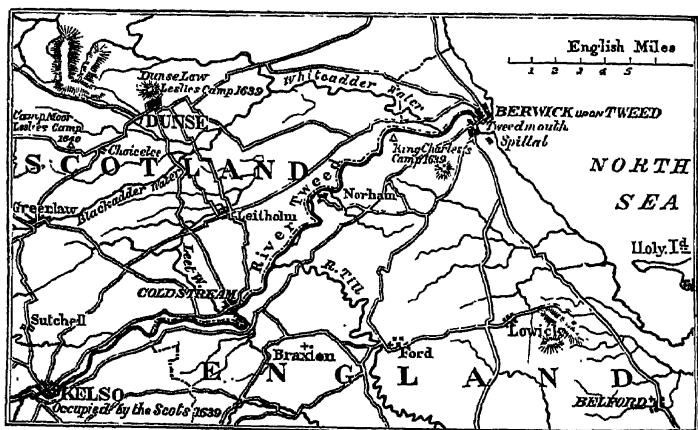 English Miles
1 2 3 4 5
Dunse Law
Leslies Camp, 1639
Whiteadder Water
BERWICK UPON TWEED
Tweedmouth
Spittal
Camp Moor
Leslies Camp
1640
DUNSE
Choicelee
King Charles's
Camp 1639
SCOTLAND
NORTH
SEA
Blackadder Water
Norham
Greenlaw
Leitholm
River Tweed
Holy. Id.
Leet W.
R. Till
COLDSTREAM
Sutchell
Lowick
Braxton
Ford
ENGLAND
KELSO
Occupied by the Scots 1639
BELFORD